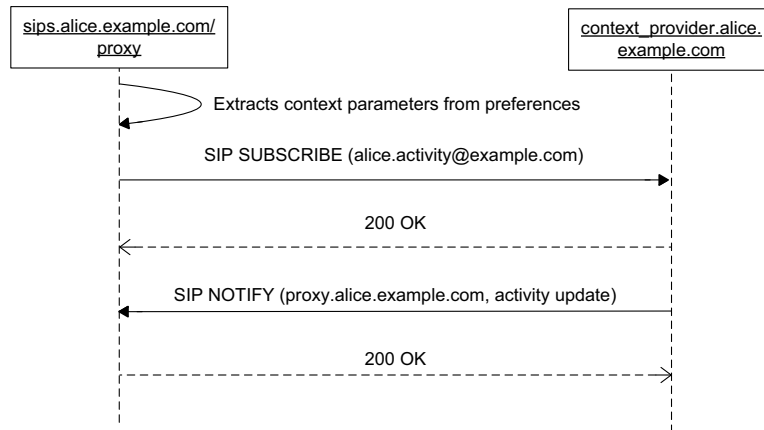 sips.alice.example.com/
proxy
context_provider.alice.
example.com
Extracts context parameters from preferences
SIP SUBSCRIBE (alice.activity@example.com)
200 OK
SIP NOTIFY (proxy.alice.example.com, activity update)
200 OK